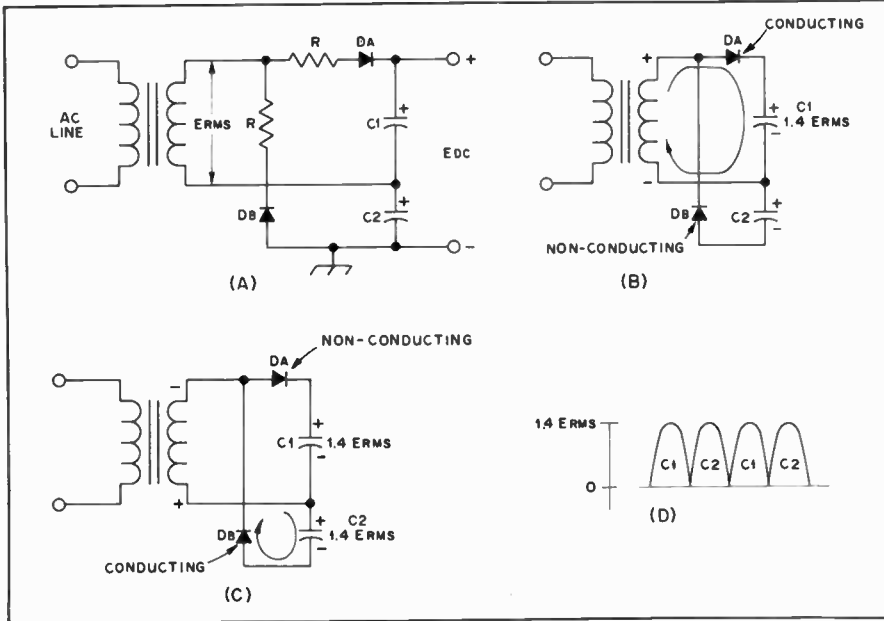 AC
LINE
ERMS
R
DA
R
C1
+
EDC
+
DB
C2
+
-
(A)
CONDUCTING
DA
+
+
C1
1.4 ERMS
-
-
DB
+
C2
-
NON-CONDUCTING
(B)
NON-CONDUCTING
DA
-
+
C1 1.4 ERMS
-
+
+
C2
1.4 ERMS
-
DB
CONDUCTING
(C)
1.4 ERMS
C1 C2 C1 C2
0
(D)